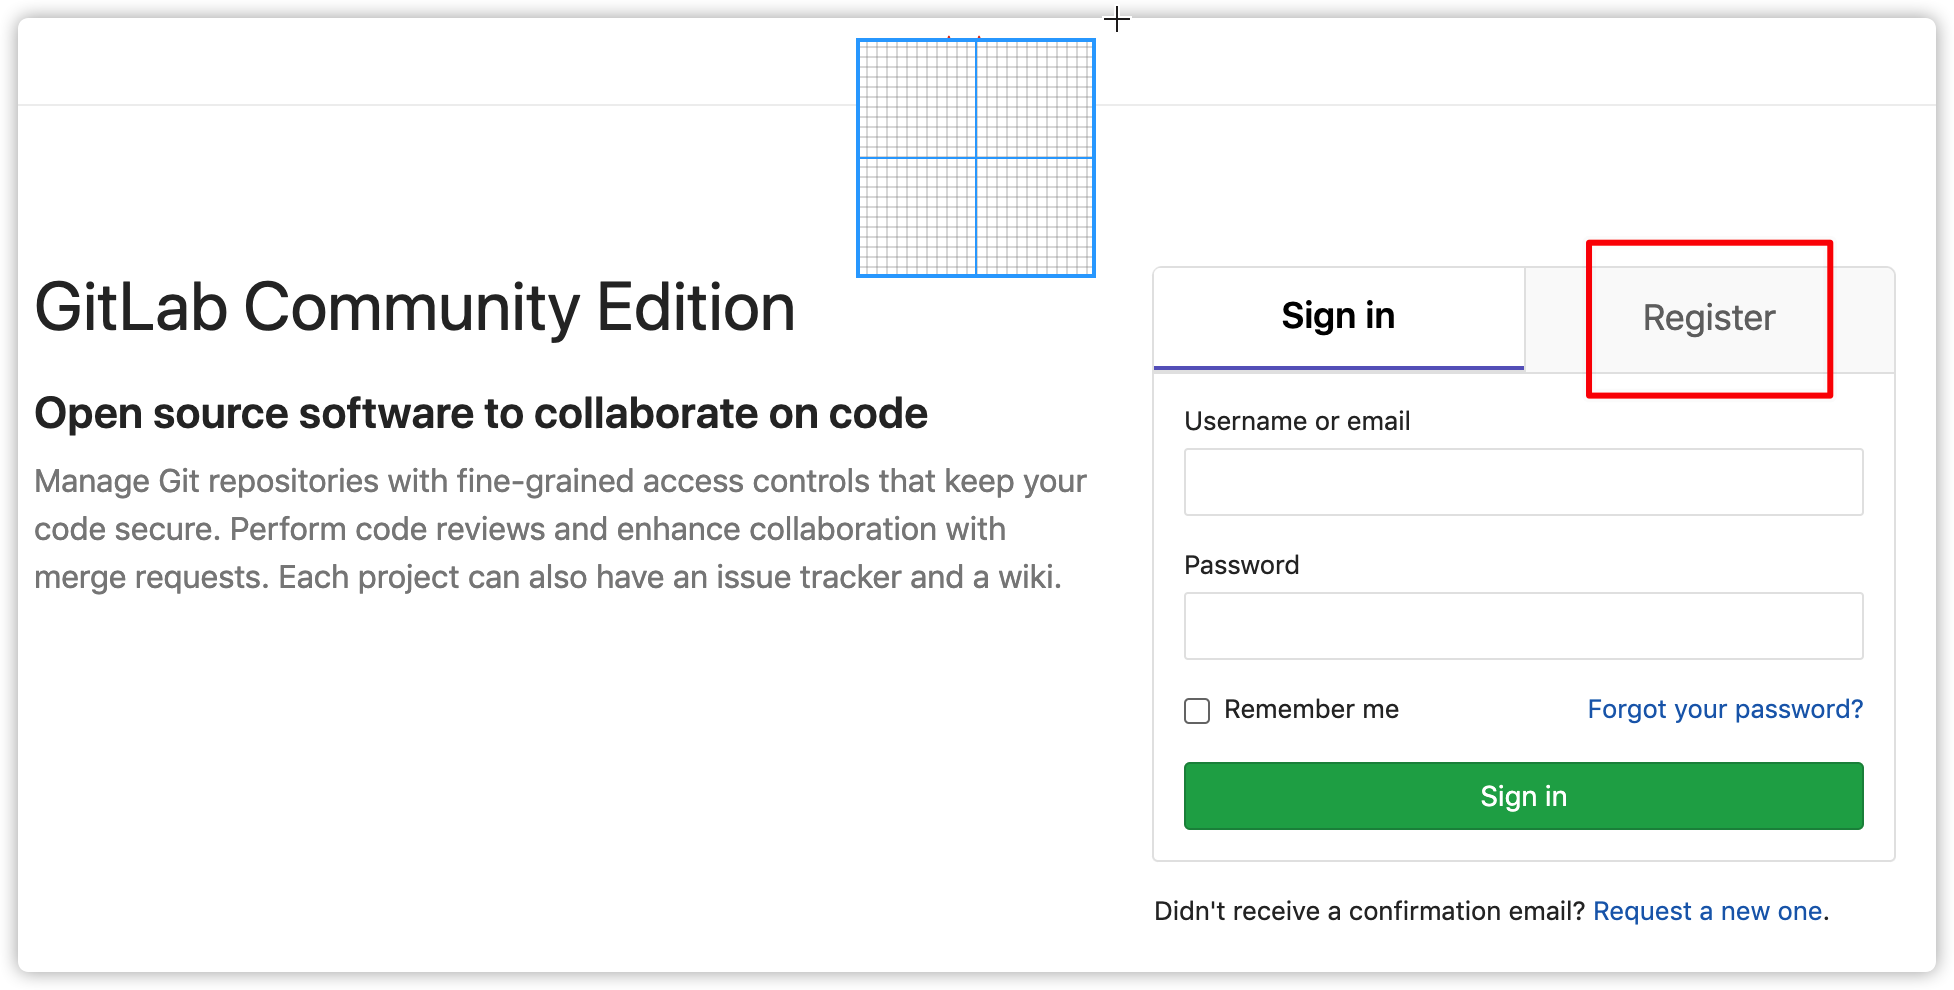 GitLab Community Edition
Open source software to collaborate on code
Manage Git repositories with fine-grained access controls that keep your
code secure. Perform code reviews and enhance collaboration with
merge requests. Each project can also have an issue tracker and a wiki.
Sign in
Register
Username or email
Password
Remember me
Forgot your password?
Sign in
Didn't receive a confirmation email? Request a new one.